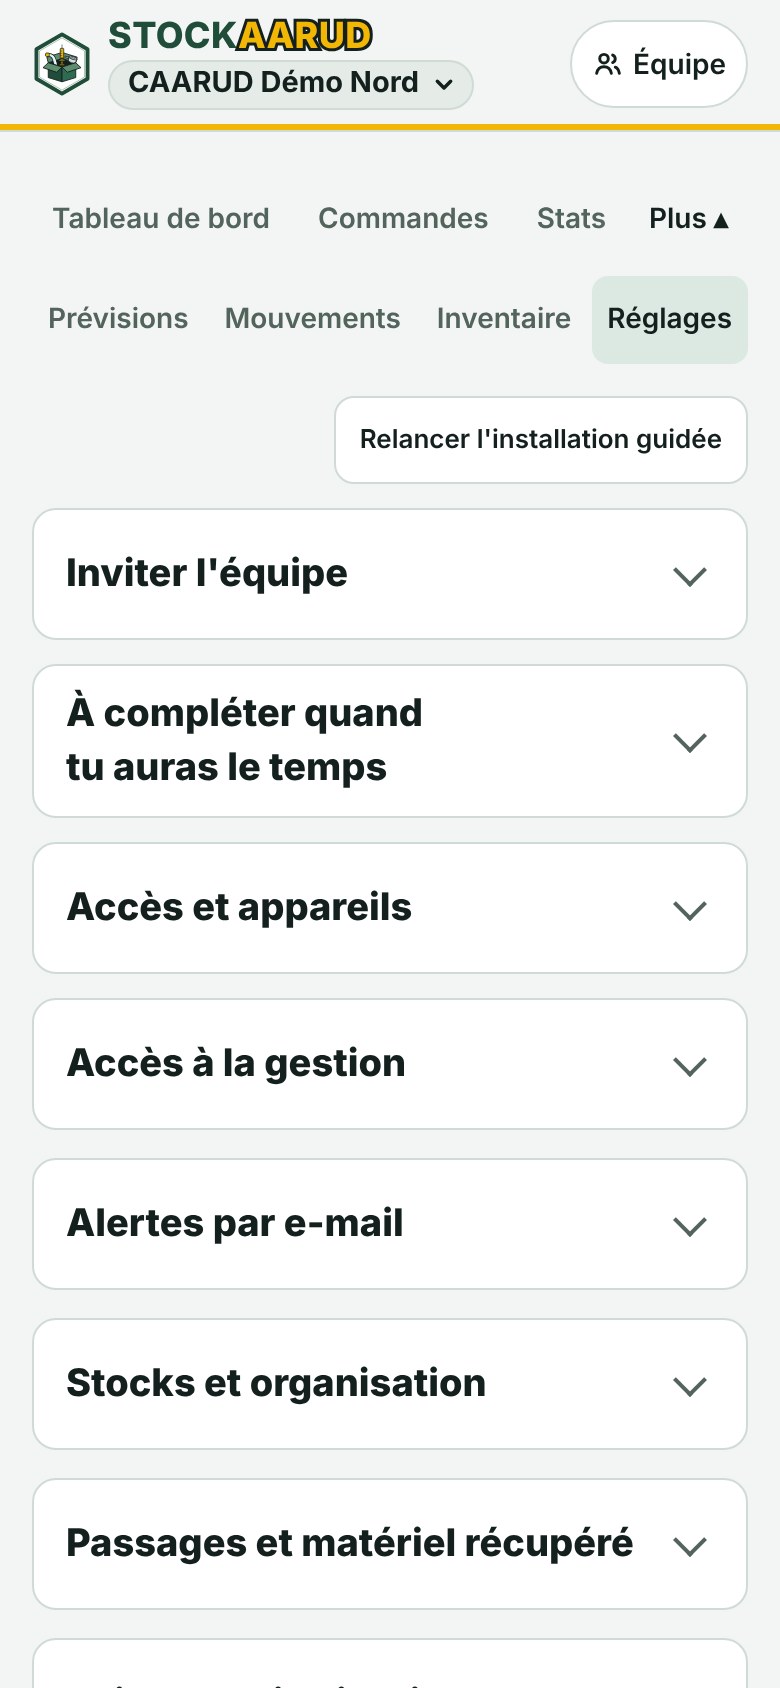 STOCKAARUD
CAARUD Démo Nord
Équipe
Tableau de bord
Commandes
Stats
Plus ▲
Prévisions
Mouvements
Inventaire
Réglages
Relancer l'installation guidée
Inviter l'équipe
À compléter quand
tu auras le temps
Accès et appareils
Accès à la gestion
Alertes par e-mail
Stocks et organisation
Passages et matériel récupéré